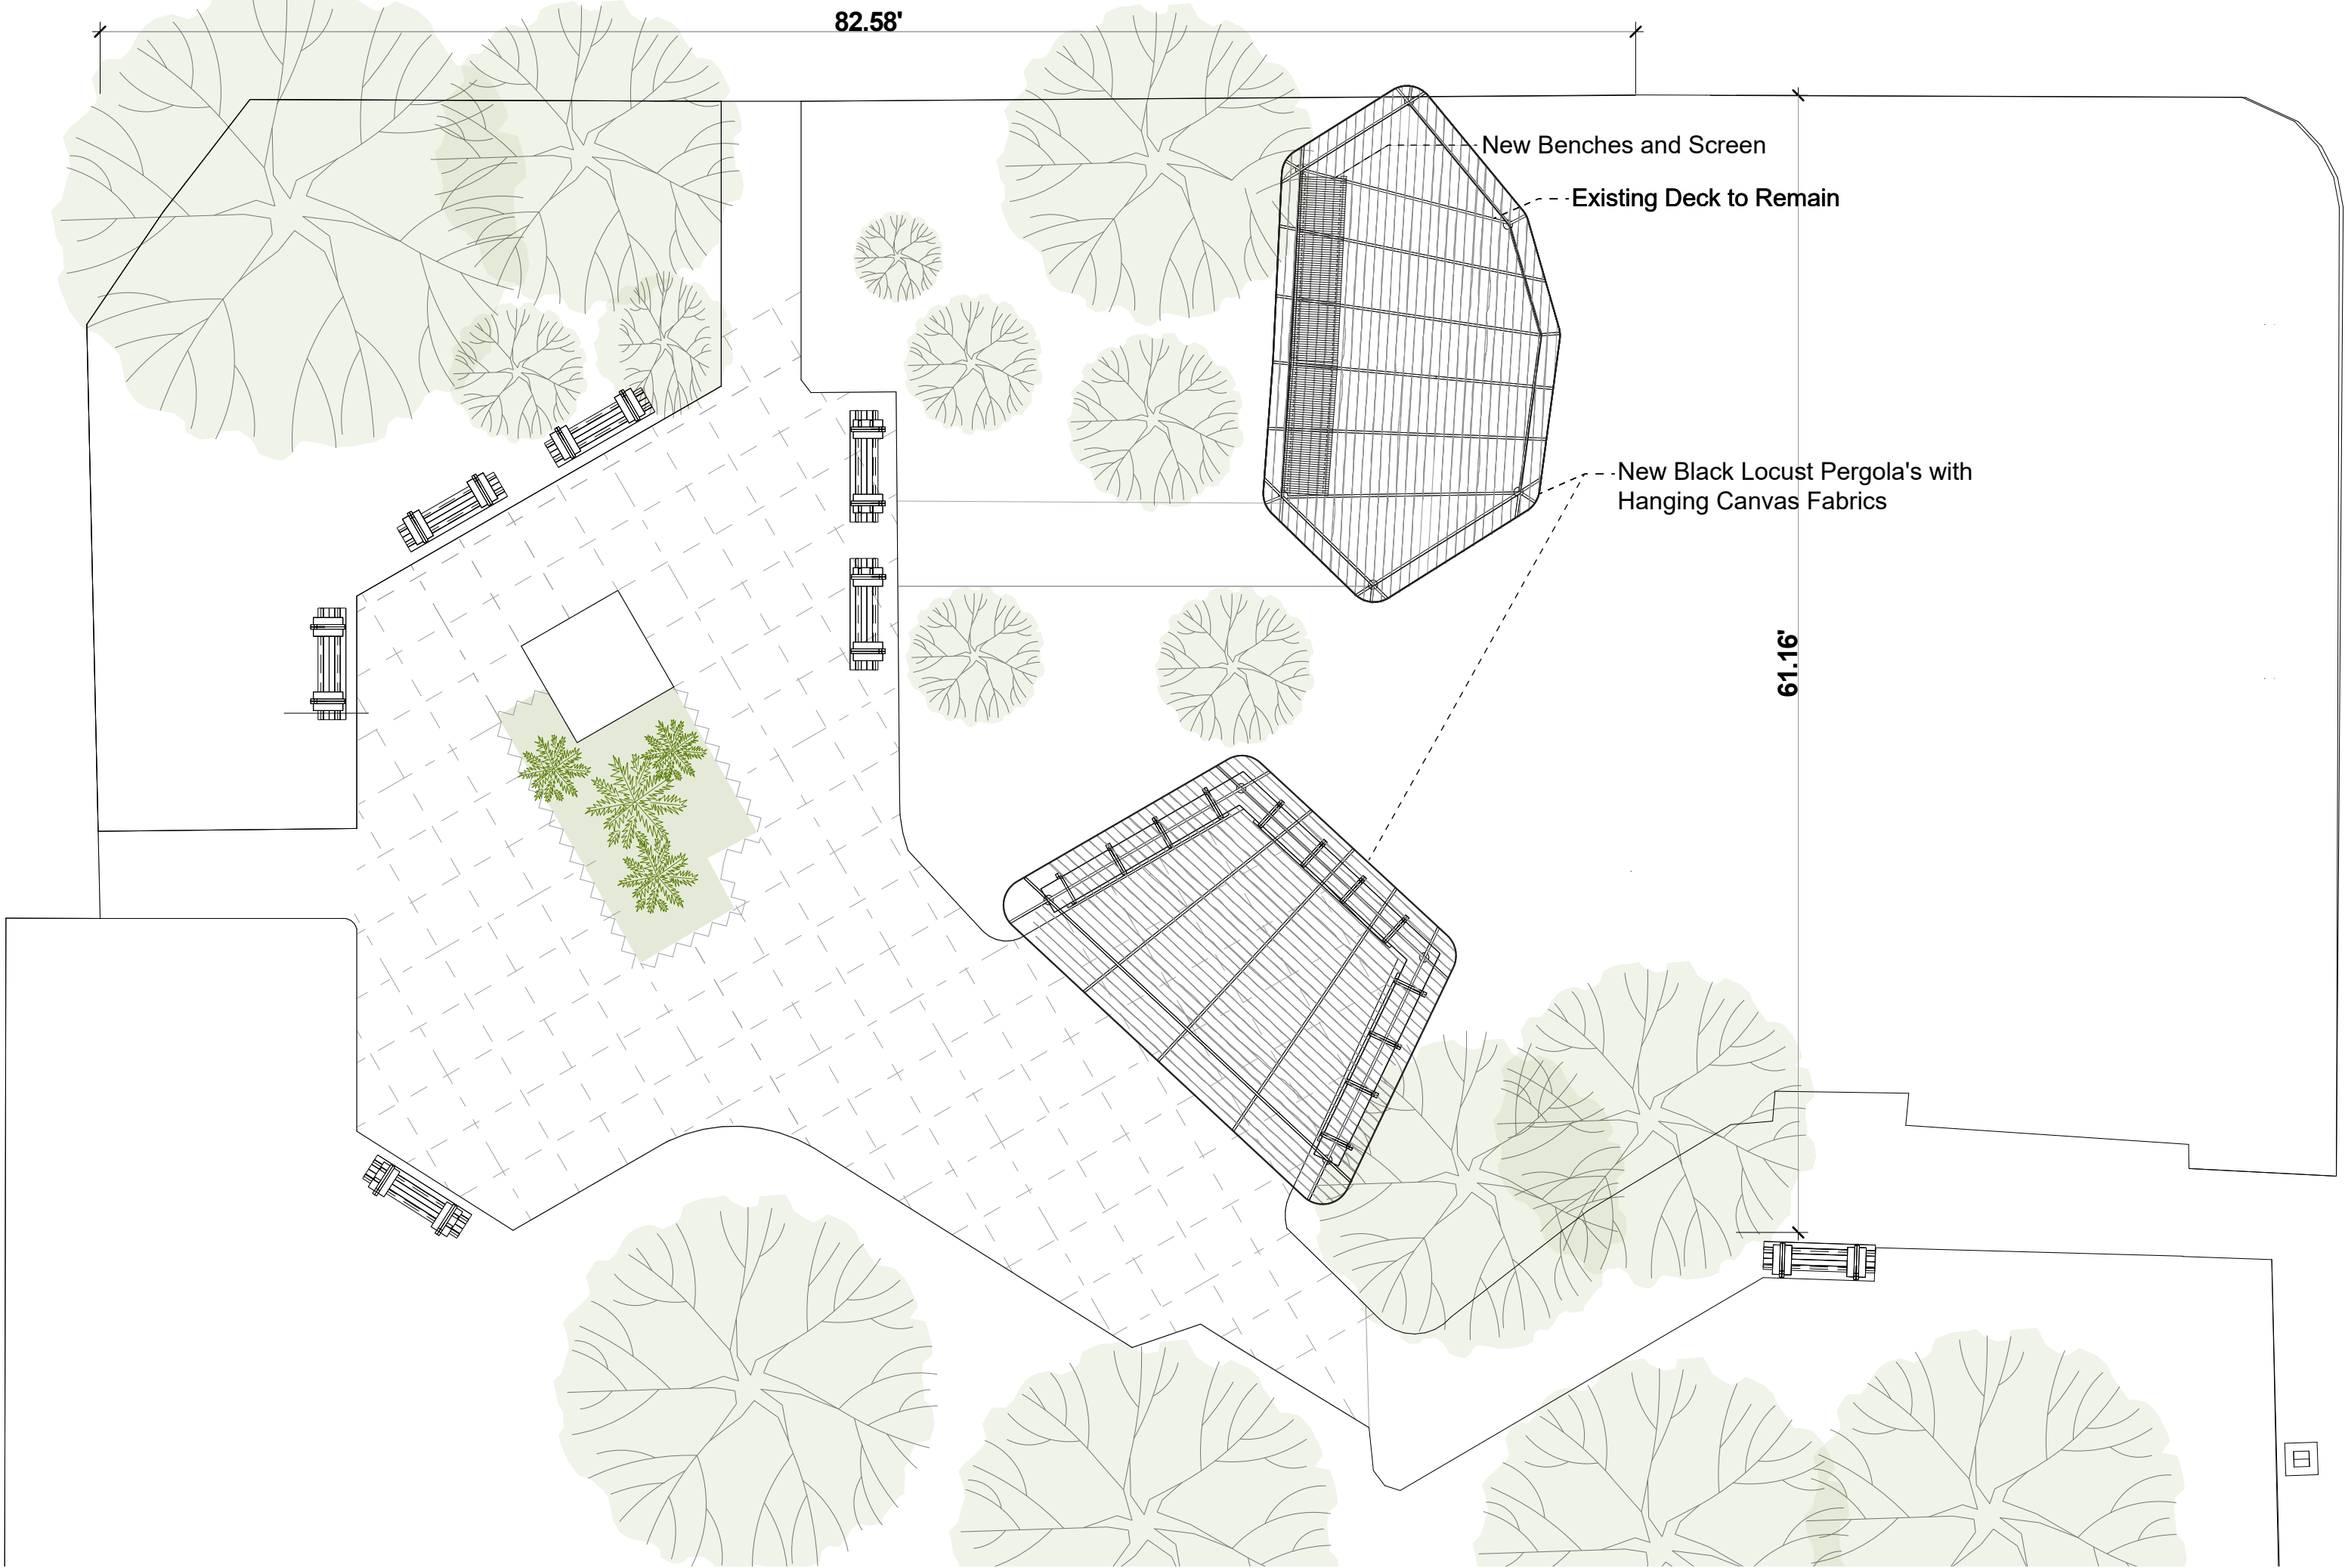 82.58'
New Benches and Screen
Existing Deck to Remain
New Black Locust Pergola's with
Hanging Canvas Fabrics
61.16'